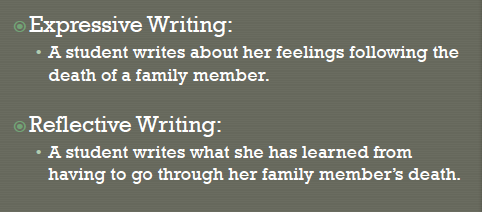 Expressive Writing:
A student writes about her feelings following the
death of a family member.
Reflective Writing:
A student writes what she has learned from
having to go through her family member's death.